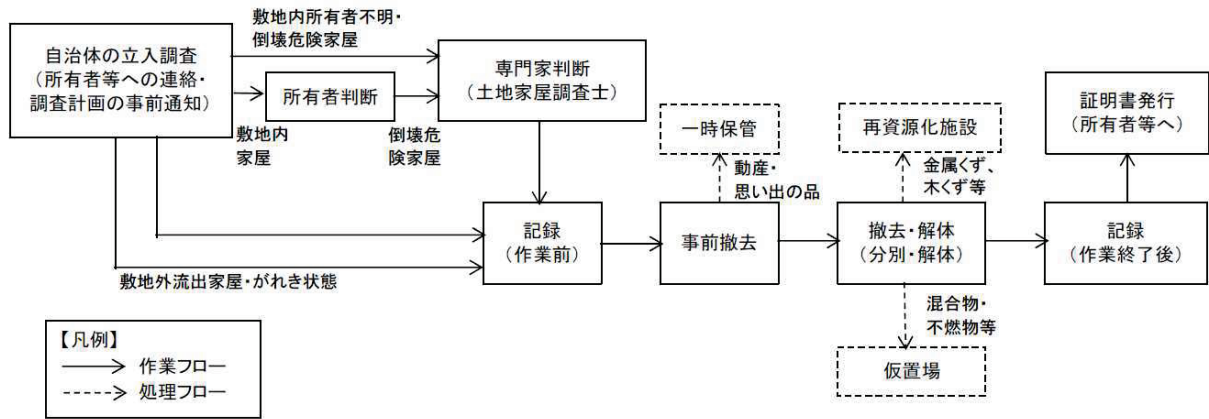 敷地内所有者不明・
倒壊危険家屋
自治体の立入調査
（所有者等への連絡・
調査計画の事前通知）
所有者判断
専門家判断
（土地家屋調査士）
敷地内
家屋
倒壊危
険家屋
一時保管
再資源化施設
証明書発行
（所有者等へ）
動産・
思い出の品
金属くず、
木くず等
記録
（作業前）
事前撤去
撤去・解体
（分別・解体）
記録
（作業終了後）
敷地外流出家屋・がれき状態
混合物・
不燃物等
仮置場
【凡例】
作業フロー
処理フロー